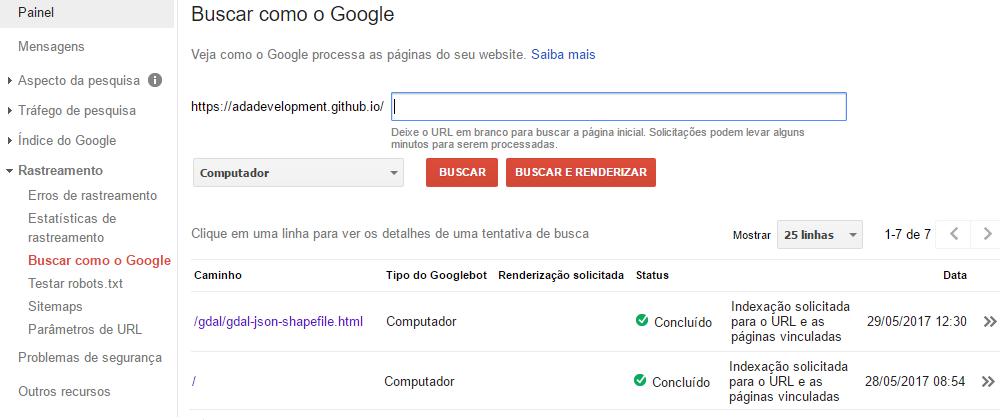 Painel
Mensagens
Aspecto da pesquisa
Tráfego de pesquisa
Índice do Google
Rastreamento
Erros de rastreamento
Estatísticas de
rastreamento
Buscar como o Google
Testar robots.txt
Sitemaps
Parâmetros de URL
Problemas de segurança
Outros recursos
Buscar como o Google
Veja como o Google processa as páginas do seu website. Saiba mais
https://adadevelopment.github.io/
Deixe o URL em branco para buscar a página inicial. Solicitações podem levar alguns
minutos para serem processadas.
Computador BUSCAR BUSCAR E RENDERIZAR
Clique em uma linha para ver os detalhes de uma tentativa de busca Mostrar 25 linhas 1-7 de 7
Caminho Tipo do Googlebot Renderização solicitada Status Data
/gdal/gdal-json-shapefile.html Computador Concluído Indexação solicitada
para o URL e as
páginas vinculadas 29/05/2017 12:30
/ Computador Concluído Indexação solicitada
para o URL e as
páginas vinculadas 28/05/2017 08:54